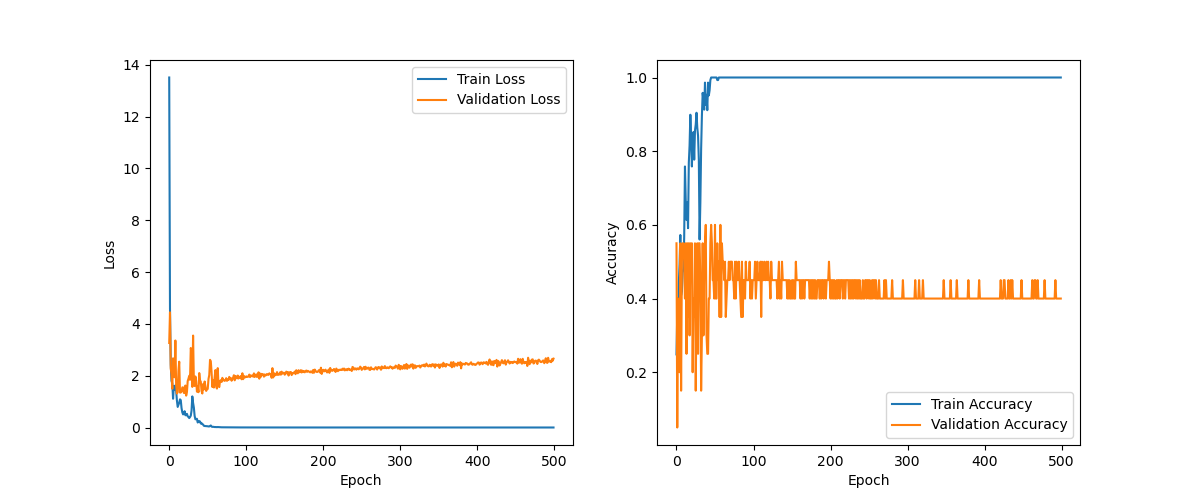 14
12
10
8
6
4
2
0
Loss
Train Loss
Validation Loss
0 100 200 300 400 500
Epoch
1.0
0.8
0.6
0.4
0.2
Accuracy
Train Accuracy
Validation Accuracy
0 100 200 300 400 500
Epoch